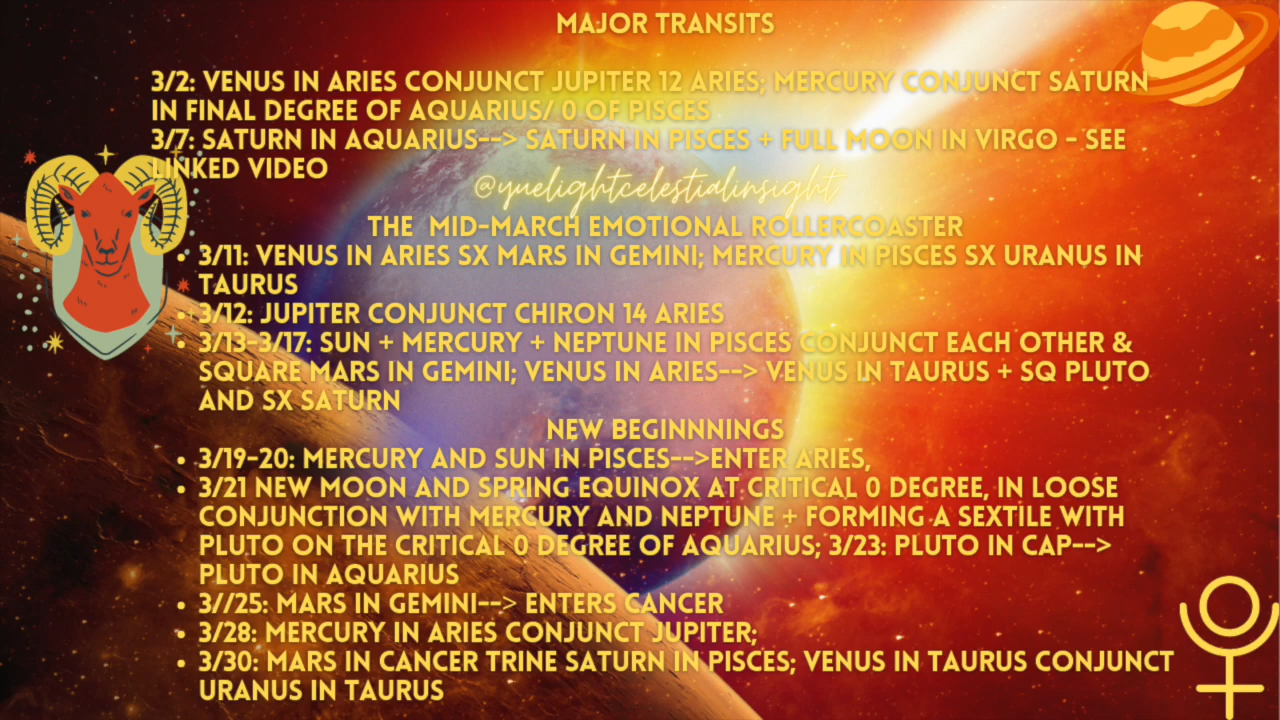 MAJOR TRANSITS
3/2: VENUS IN ARIES CONJUNCT JUPITER 12 ARIES; MERCURY CONJUNCT SATURN
IN FINAL DEGREE OF AQUARIUS/ 0 OF PISCES
3/7: SATURN IN AQUARIUS--> SATURN IN PISCES + FULL MOON IN VIRGO - SEE
LINKED VIDEO
@yuelightcelestialinsight
THE MID-MARCH EMOTIONAL ROLLERCOASTER
• 3/11: VENUS IN ARIES SX MARS IN GEMINI; MERCURY IN PISCES SX URANUS IN
TAURUS
• 3/12: JUPITER CONJUNCT CHIRON 14 ARIES
• 3/13-3/17: SUN + MERCURY + NEPTUNE IN PISCES CONJUNCT EACH OTHER &
SQUARE MARS IN GEMINI; VENUS IN ARIES--> VENUS IN TAURUS + SQ PLUTO
AND SX SATURN
NEW BEGINNNINGS
• 3/19-20: MERCURY AND SUN IN PISCES-->ENTER ARIES,
• 3/21 NEW MOON AND SPRING EQUINOX AT CRITICAL 0 DEGREE, IN LOOSE
CONJUNCTION WITH MERCURY AND NEPTUNE + FORMING A SEXTILE WITH
PLUTO ON THE CRITICAL 0 DEGREE OF AQUARIUS; 3/23: PLUTO IN CAP-->
PLUTO IN AQUARIUS
• 3//25: MARS IN GEMINI--> ENTERS CANCER
• 3/28: MERCURY IN ARIES CONJUNCT JUPITER;
• 3/30: MARS IN CANCER TRINE SATURN IN PISCES; VENUS IN TAURUS CONJUNCT
URANUS IN TAURUS